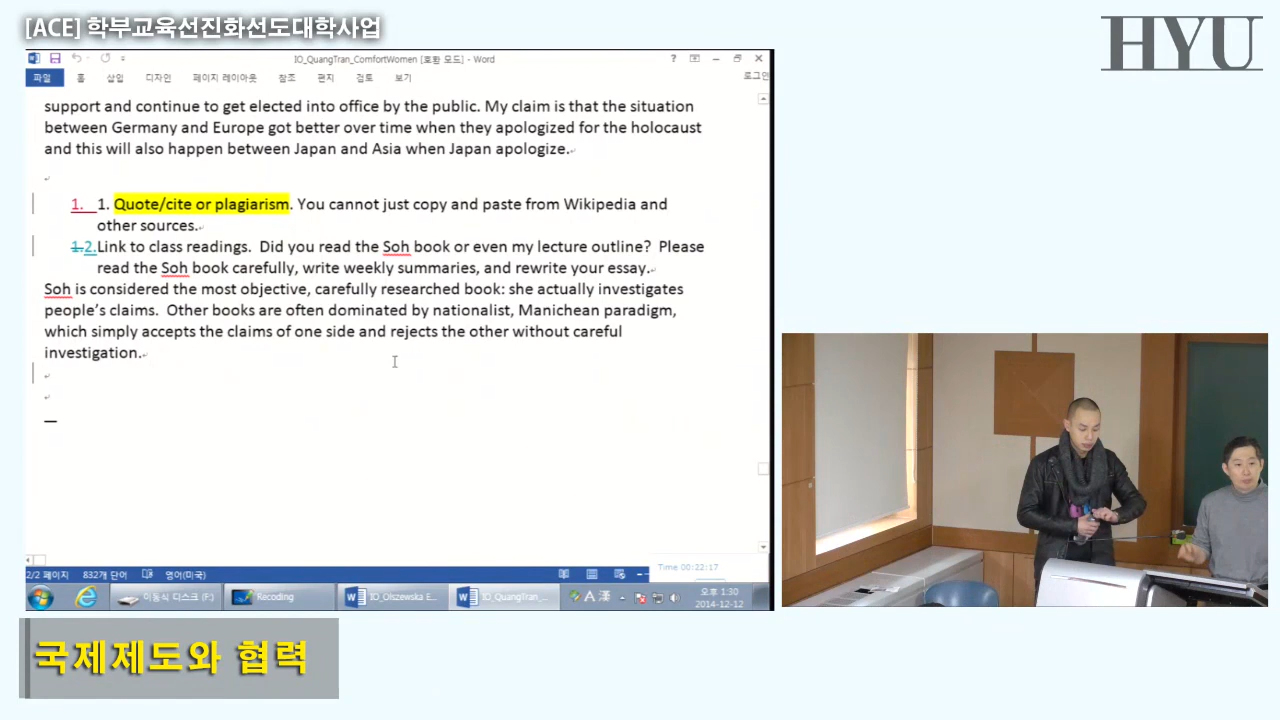 [ACE] 학부교육선진화선도대학사업
HYU
IO_QuangTran_ComfortWomen [호환 모드] - Word
파일 홈 삽입 디자인 페이지 레이아웃 참조 편지 검토 보기
로그인
support and continue to get elected into office by the public. My claim is that the situation
between Germany and Europe got better over time when they apologized for the holocaust
and this will also happen between Japan and Asia when Japan apologize.
1. 1. Quote/cite or plagiarism. You cannot just copy and paste from Wikipedia and
other sources.
1.2.Link to class readings. Did you read the Soh book or even my lecture outline? Please
read the Soh book carefully, write weekly summaries, and rewrite your essay.
Soh is considered the most objective, carefully researched book: she actually investigates
people's claims. Other books are often dominated by nationalist, Manichean paradigm,
which simply accepts the claims of one side and rejects the other without careful
investigation.
2/2 페이지 832개 단어 영어(미국)
Time 00:22:17
이동식 디스크 (F:) Recoding IO_Olszewska E... IO_QuangTran_... A 漢 오후 1:30
2014-12-12
국제제도와 협력